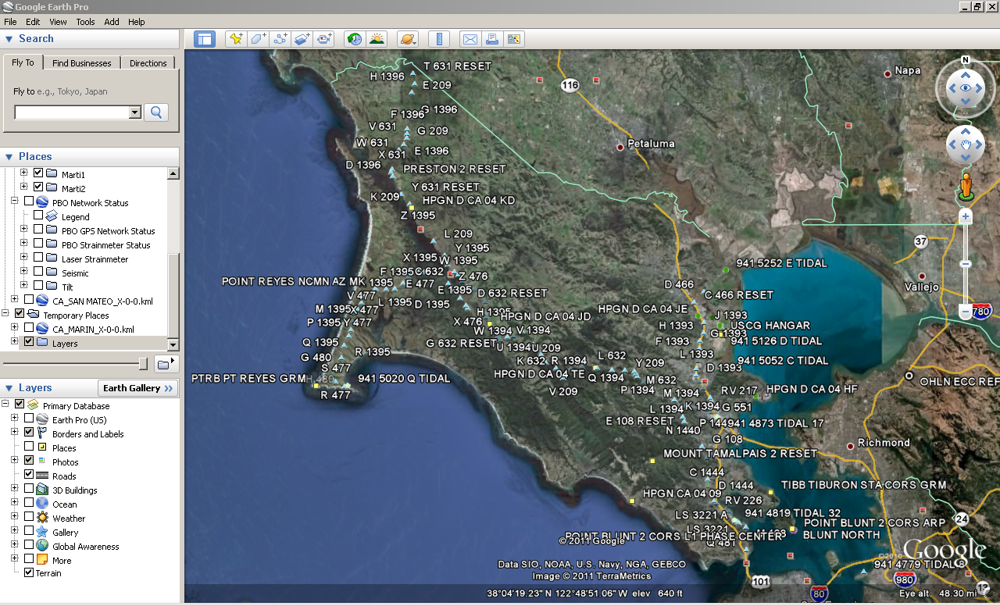 Google Earth Pro
File Edit View Tools Add Help
Search
Fly To Find Businesses Directions
Fly to e.g., Tokyo, Japan
Places
Marti1
Marti2
PBO Network Status
Legend
PBO GPS Network Status
PBO Strainmeter Status
Laser Strainmeter
Seismic
Tilt
CA_SAN MATEO_X-0-0.kml
Temporary Places
CA_MARIN_X-0-0.kml
Layers
Layers
Earth Gallery >>
Primary Database
Earth Pro (US)
Borders and Labels
Places
Photos
Roads
3D Buildings
Ocean
Weather
Gallery
Global Awareness
More
Terrain
N
T 631 RESET
H 1396
E 209
116
Napa
G 1396
F 1396
V 631
G 209
W 631
X 631
E 1396
Petaluma
D 1396
PRESTON 2 RESET
Y 631 RESET
K 209
HPGN D CA 04 KD
Z 1395
L 209
37
Y 1395
X 1395
W 1395
941 5252 E TIDAL
F 1395
C 632
Z 476
POINT REYES NCMN AZ MK 1395
E 477
D 466
Vallejo
V 477
E 1395
D 632 RESET
C 466 RESET
L 1395
D 1395
M 1395
X 477
H 1395
HPGN D CA 04 JE
780
HPGN D CA 04 JD
J 1393
P 1395
Y 477
X 476
H 1393
USCG HANGAR
W 1394
V 1394
G 1393
Q 1395
G 632 RESET
U 1394
U 209
F 1393
941 5126 D TIDAL
R 1395
G 480
K 632
R 1394
L 632
L 1393
941 5052 C TIDAL
S 477
Y 209
D 1393
PTRB PT REYES GRM
H 480
941 5020 Q TIDAL
HPGN D CA 04 TE
Q 1394
M 632
OHLN ECC REF
R 477
V 209
P 1394
M 1394
RV 217
HPGN D CA 04 HF
L 1394
K 1394
G 551
E 108 RESET
P 144941 4873 TIDAL 17
N 1440
G 108
Richmond
MOUNT TAMALPAIS 2 RESET
C 1444
D 1444
TIBB TIBURON STA CORS GRM
HPGN CA 04 09
RV 226
LS 3221 A
941 4819 TIDAL 32
24
LS 3221
POINT BLUNT 2 CORS ARP
POINT BLUNT 2 CORS L1 PHASE CENTER
BLUNT NORTH
© 2011 Google
Q 481
©2010 Google
Data SIO, NOAA, U.S. Navy, NGA, GEBCO
941 4779 TIDAL 8
Image © 2011 TerraMetrics
101
980
80
38°04'19.23" N 122°48'51.06" W elev 640 ft
Eye alt 48.30 mi